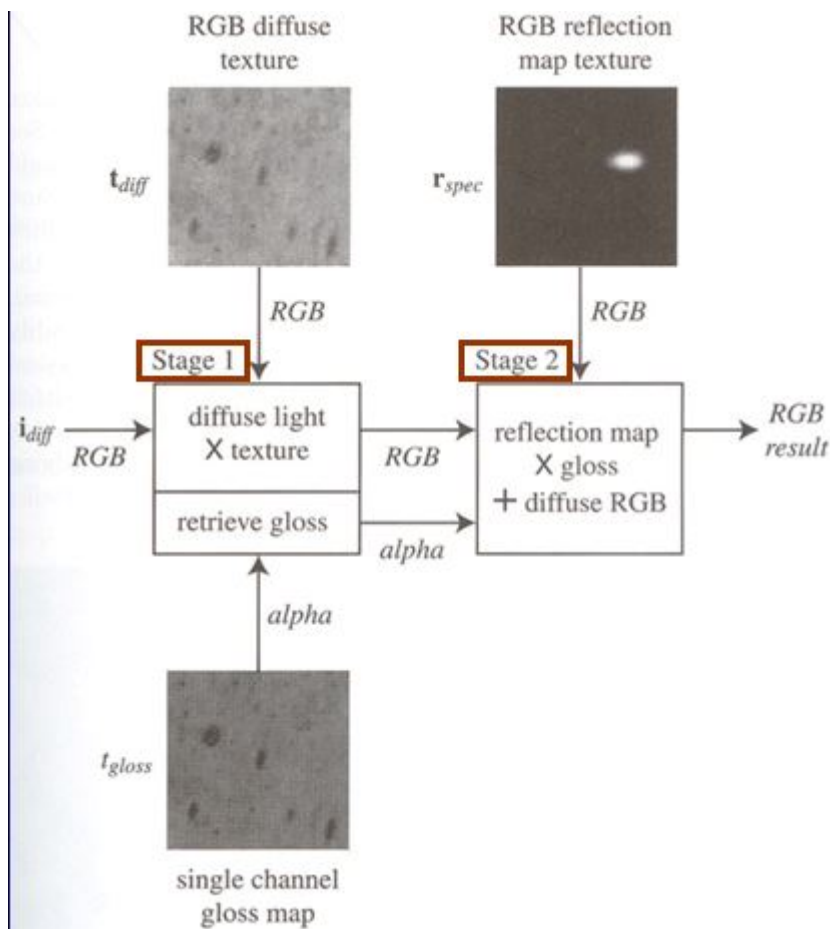 RGB diffuse
texture
RGB reflection
map texture
t_diff
r_spec
RGB
RGB
Stage 1
Stage 2
i_diff
RGB
diffuse light
X texture
RGB
reflection map
X gloss
+ diffuse RGB
RGB
result
retrieve gloss
alpha
alpha
t_gloss
single channel
gloss map